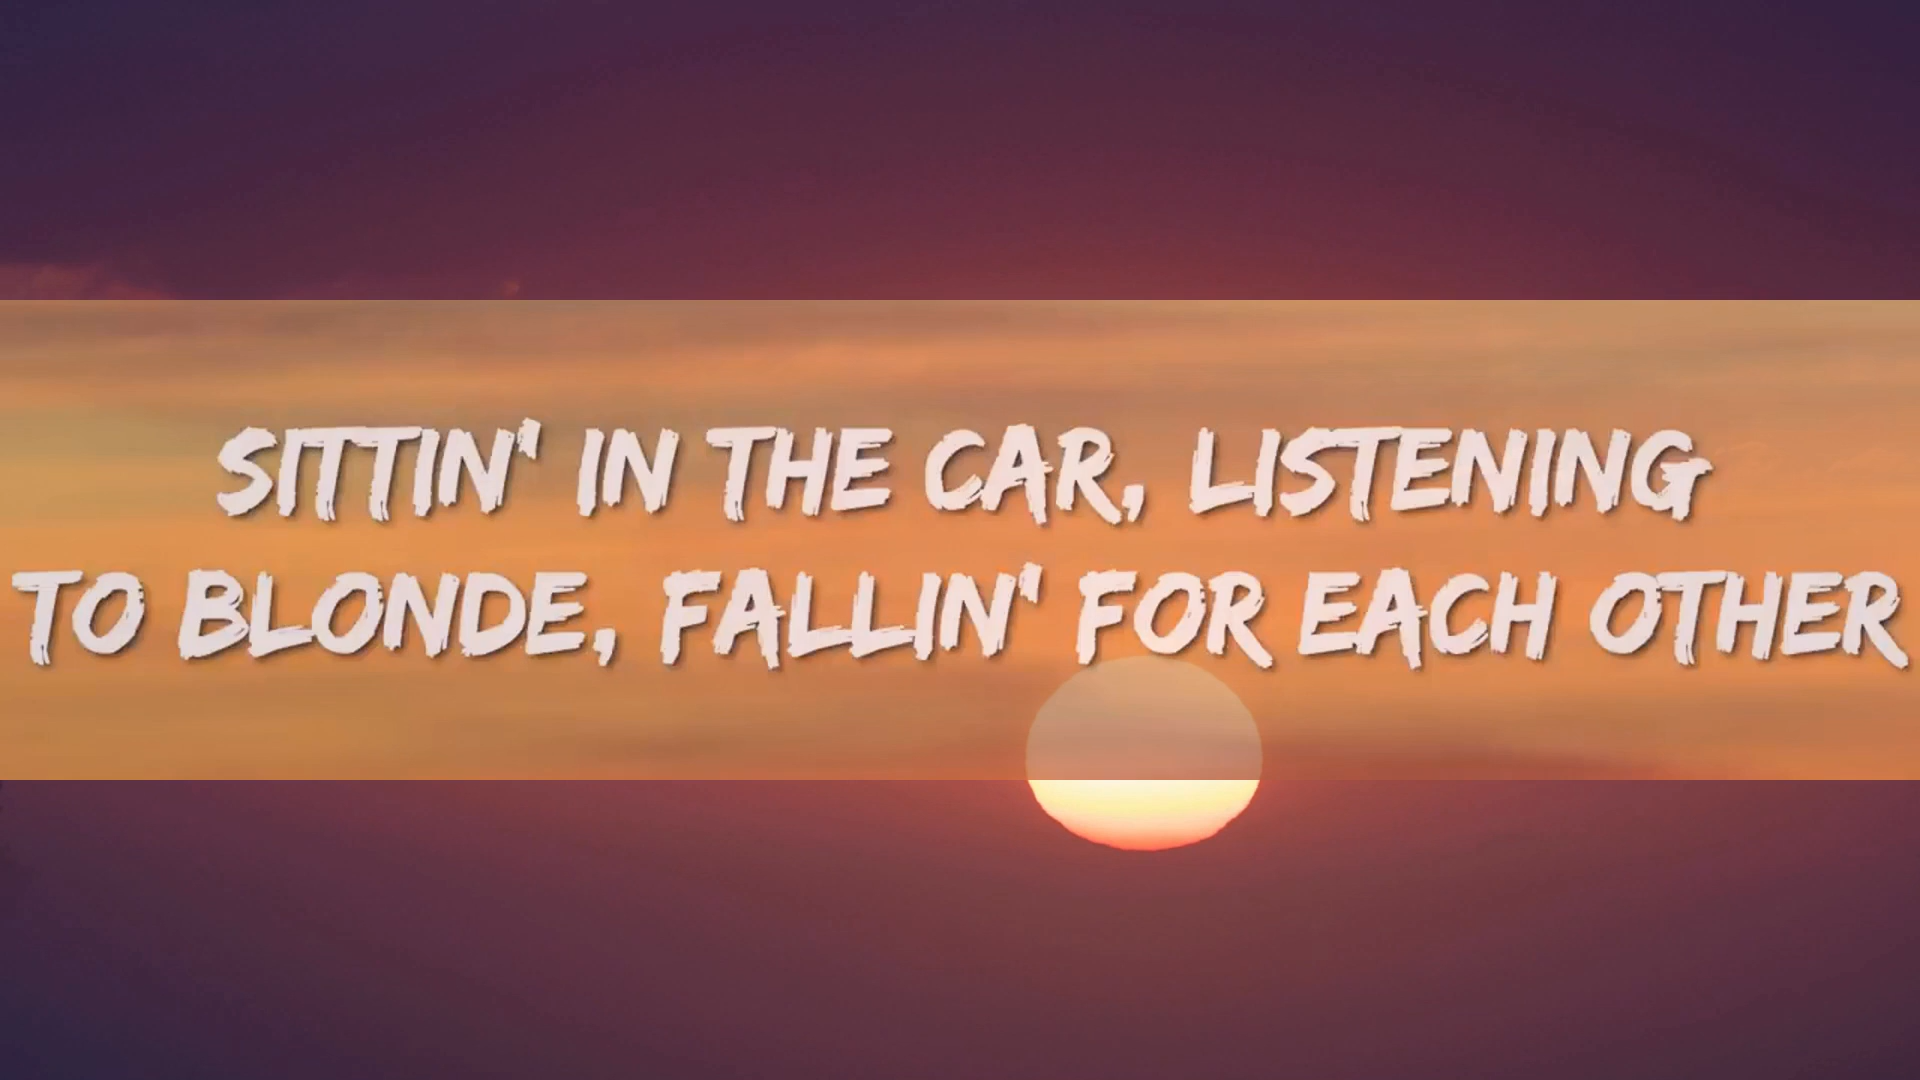 SITTIN' IN THE CAR, LISTENING
TO BLONDE, FALLIN' FOR EACH OTHER